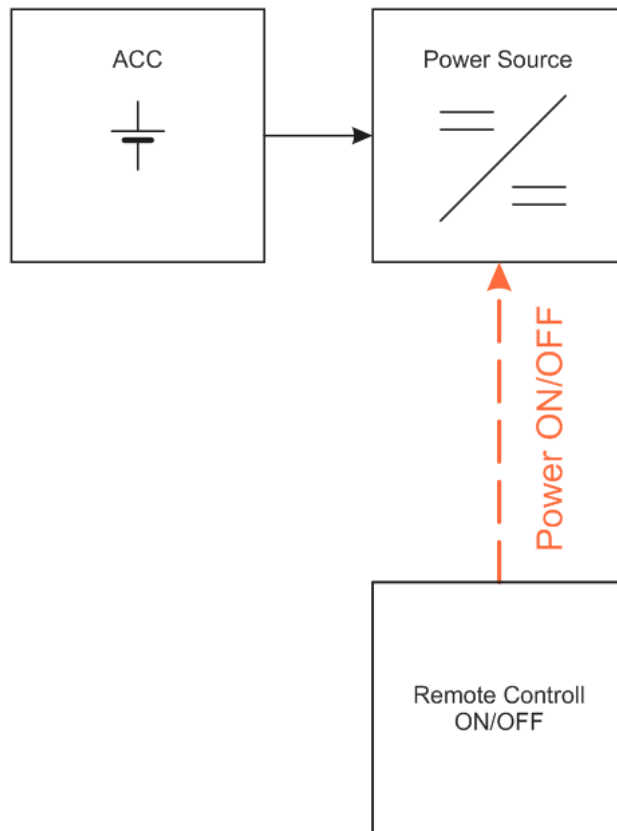 ACC
Power Source
Power ON/OFF
Remote Controll
ON/OFF